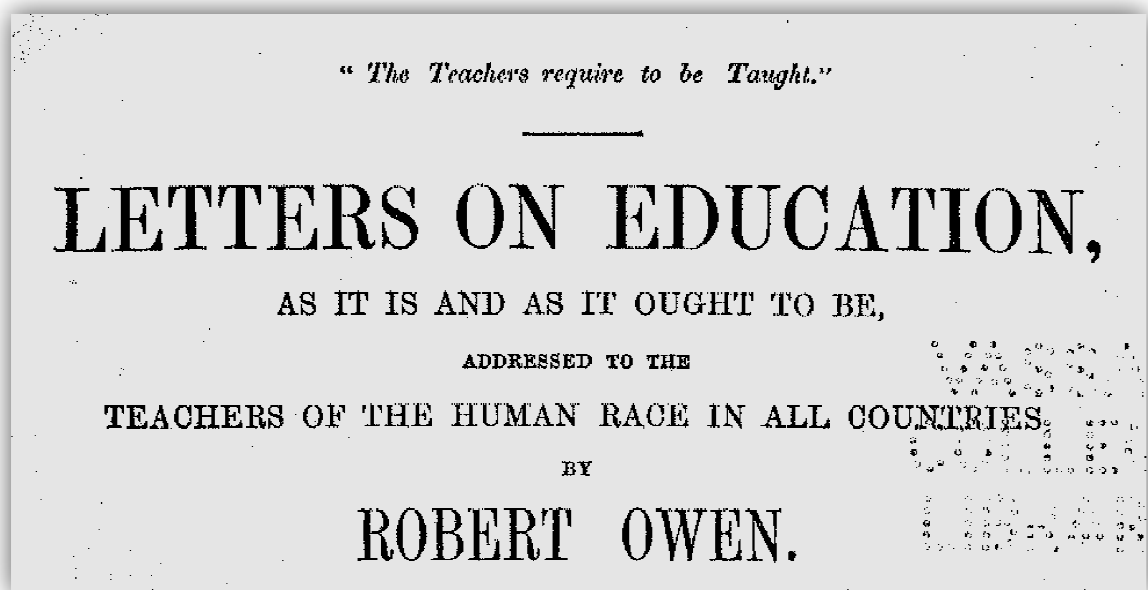 “ The Teachers require to be Taught.”
LETTERS ON EDUCATION,
AS IT IS AND AS IT OUGHT TO BE,
ADDRESSED TO THE
TEACHERS OF THE HUMAN RACE IN ALL COUNTRIES
BY
ROBERT OWEN.